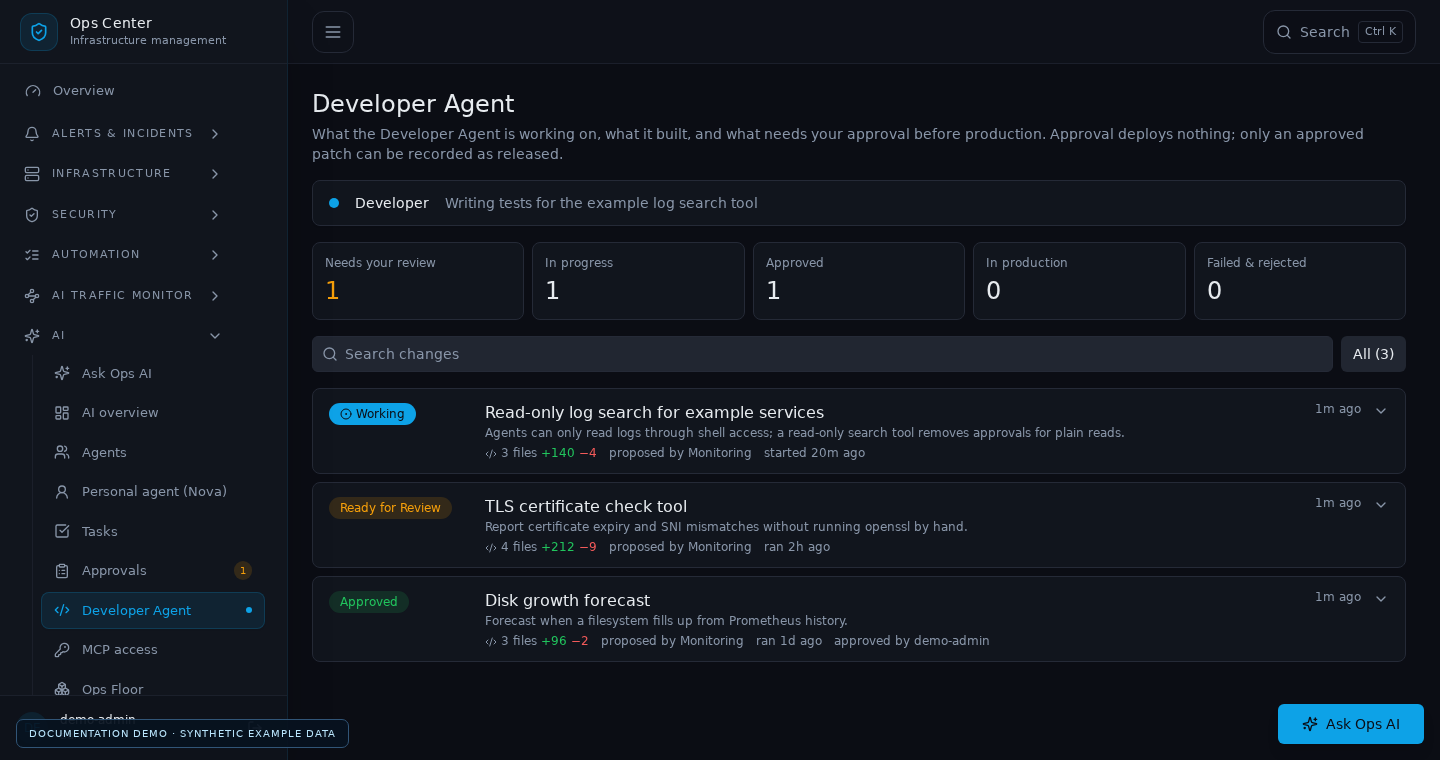 Ops Center
Infrastructure management
Overview
ALERTS & INCIDENTS
INFRASTRUCTURE
SECURITY
AUTOMATION
AI TRAFFIC MONITOR
AI
Ask Ops AI
AI overview
Agents
Personal agent (Nova)
Tasks
Approvals 1
Developer Agent
MCP access
Ops Floor
demo-admin
DOCUMENTATION DEMO · SYNTHETIC EXAMPLE DATA
Search Ctrl K
Developer Agent
What the Developer Agent is working on, what it built, and what needs your approval before production. Approval deploys nothing; only an approved
patch can be recorded as released.
Developer Writing tests for the example log search tool
Needs your review
1
In progress
1
Approved
1
In production
0
Failed & rejected
0
Search changes
All (3)
Working
Read-only log search for example services
1m ago
Agents can only read logs through shell access; a read-only search tool removes approvals for plain reads.
3 files +140 −4 proposed by Monitoring started 20m ago
Ready for Review
TLS certificate check tool
1m ago
Report certificate expiry and SNI mismatches without running openssl by hand.
4 files +212 −9 proposed by Monitoring ran 2h ago
Approved
Disk growth forecast
1m ago
Forecast when a filesystem fills up from Prometheus history.
3 files +96 −2 proposed by Monitoring ran 1d ago approved by demo-admin
Ask Ops AI